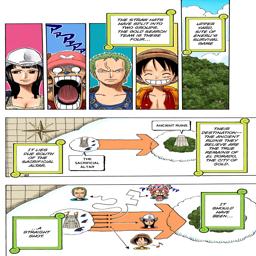 THE STRAW HATS
HAVE SPLIT INTO
TWO GROUPS.
THE GOLD SEARCH
TEAM IS THESE
FOUR...
UPPER
YARD,
SITE OF
ENERU'S
SURVIVAL
GAME
ANCIENT RUINS
IT LIES
DUE SOUTH
OF THE
SACRIFICIAL
ALTAR.
THE
SACRIFICIAL
ALTAR
THEIR
DESTINATION--
THE ANCIENT
RUINS THEY
BELIEVE ARE
THE TRUE
REMAINS OF
EL DORADO,
THE CITY
OF GOLD.
IT
SHOULD
HAVE
BEEN...
...A
STRAIGHT
SHOT.